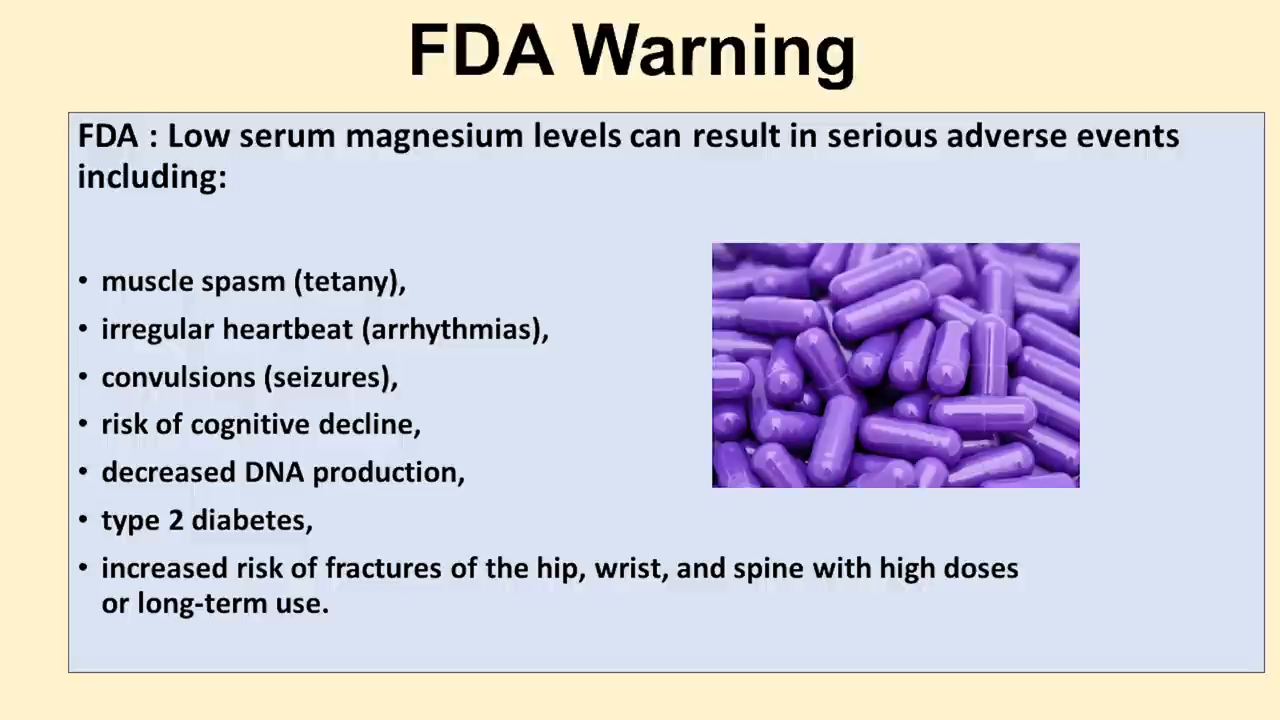 FDA Warning
FDA : Low serum magnesium levels can result in serious adverse events
including:
• muscle spasm (tetany),
• irregular heartbeat (arrhythmias),
• convulsions (seizures),
• risk of cognitive decline,
• decreased DNA production,
• type 2 diabetes,
• increased risk of fractures of the hip, wrist, and spine with high doses
or long-term use.